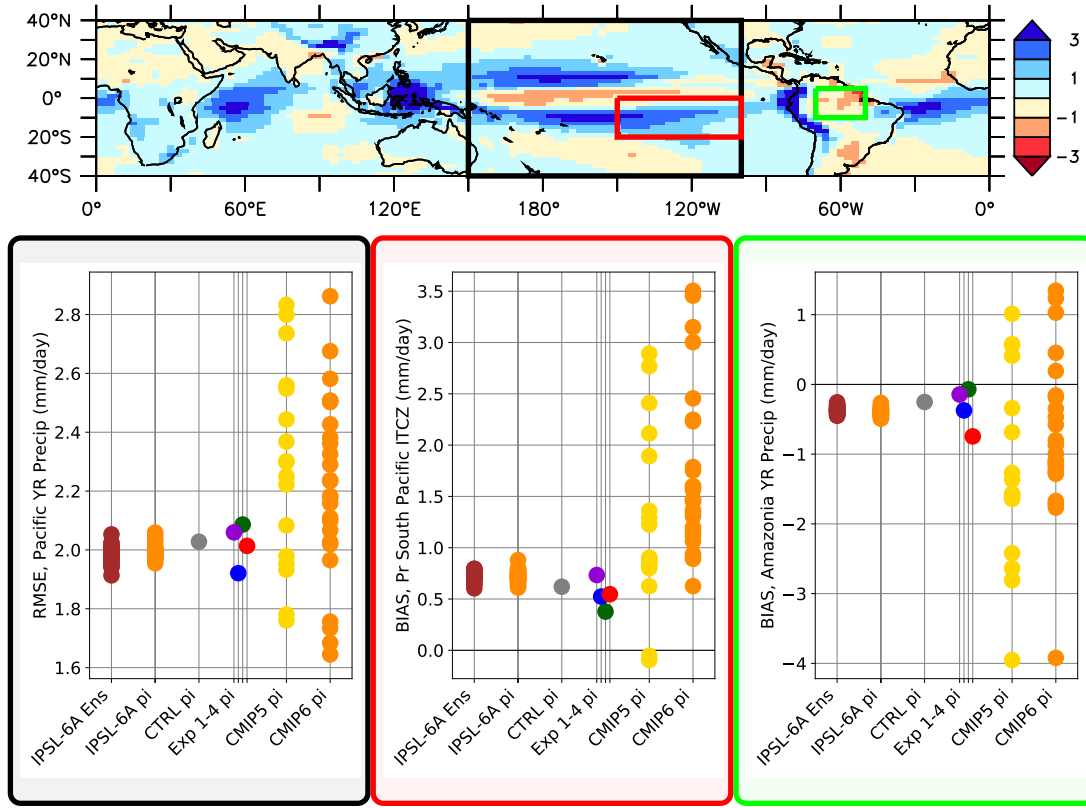 40°N
20°N
0°
20°S
40°S
0°
60°E
120°E
180°
120°W
60°W
0°
3
1
−1
−3
RMSE, Pacific YR Precip (mm/day)
2.8
2.6
2.4
2.2
2.0
1.8
1.6
IPSL-6A Ens
IPSL-6A pi
CTRL pi
Exp 1-4 pi
CMIP5 pi
CMIP6 pi
BIAS, Pr South Pacific ITCZ (mm/day)
3.5
3.0
2.5
2.0
1.5
1.0
0.5
0.0
IPSL-6A Ens
IPSL-6A pi
CTRL pi
Exp 1-4 pi
CMIP5 pi
CMIP6 pi
BIAS, Amazonia YR Precip (mm/day)
1
0
−1
−2
−3
−4
IPSL-6A Ens
IPSL-6A pi
CTRL pi
Exp 1-4 pi
CMIP5 pi
CMIP6 pi